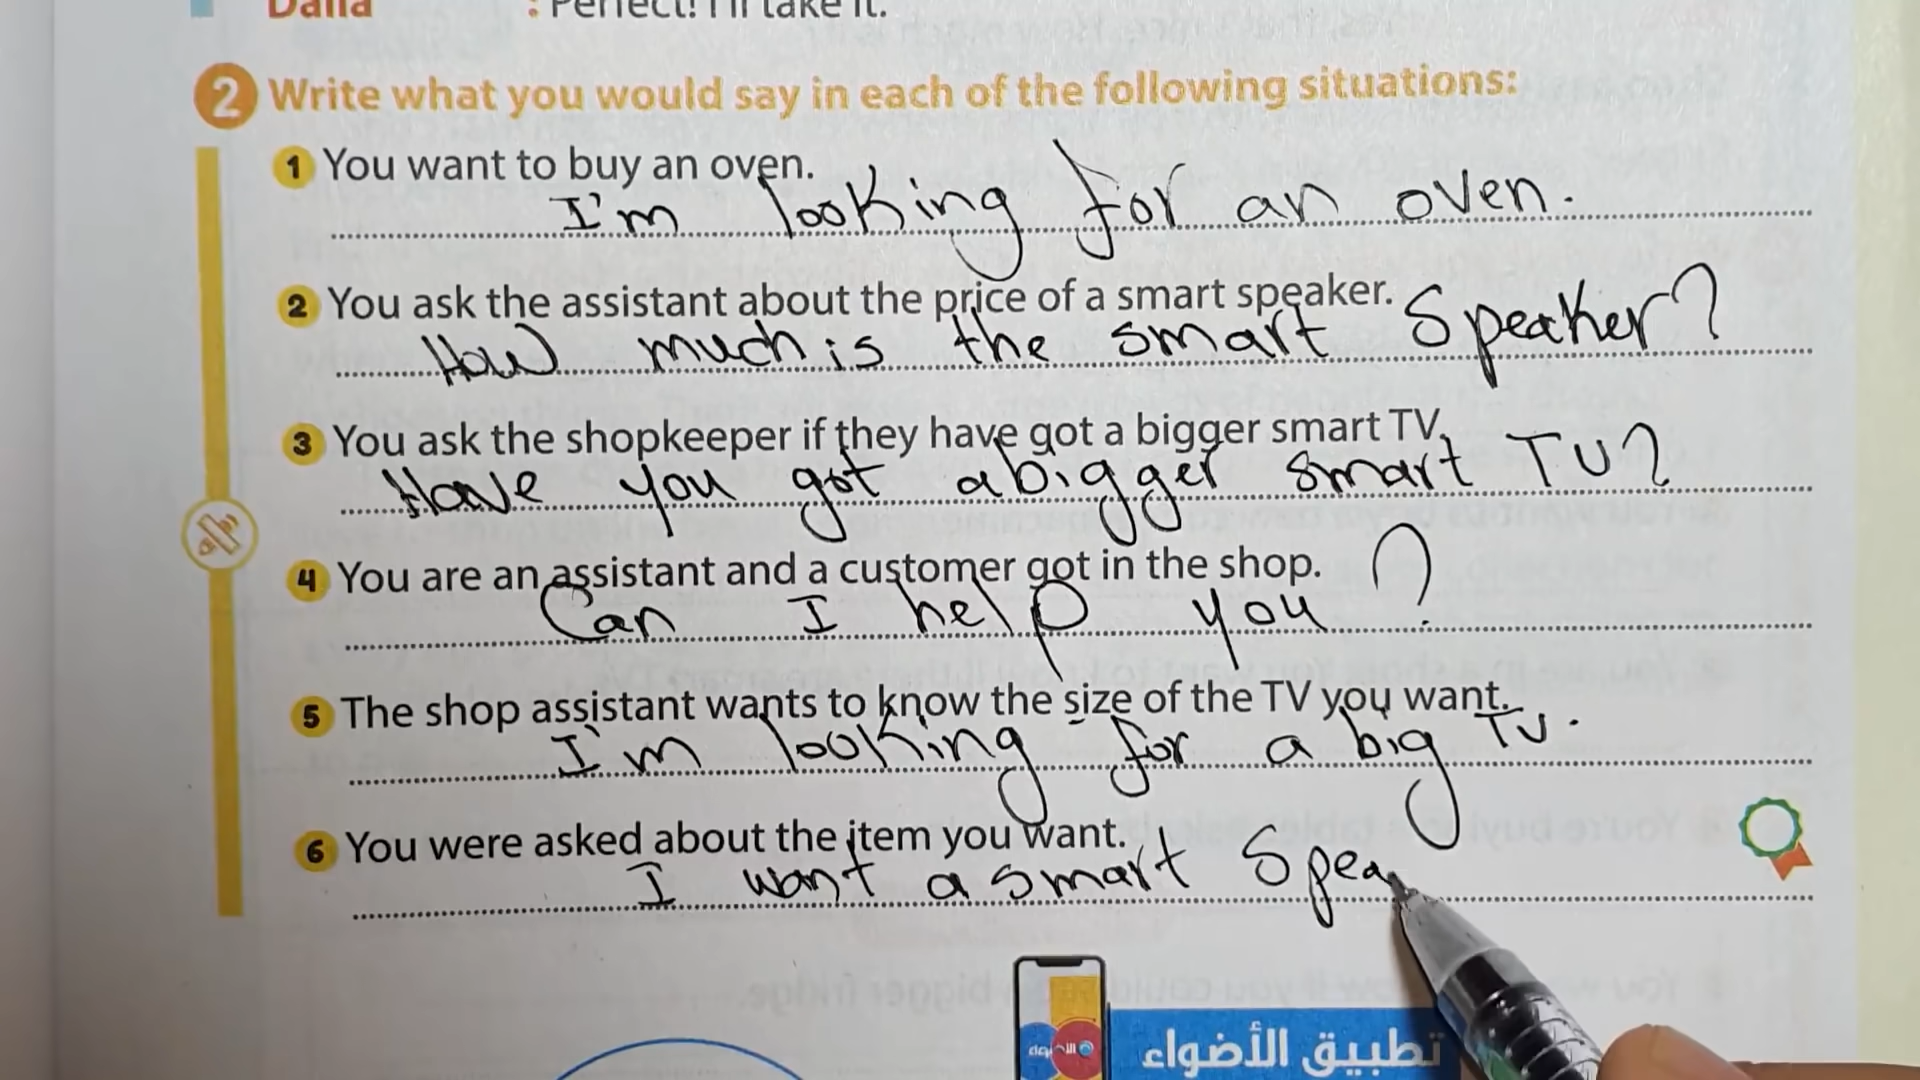 Dalia : Perfect! I'll take it.
2 Write what you would say in each of the following situations:
1 You want to buy an oven.
I'm looking for an oven.
2 You ask the assistant about the price of a smart speaker.
How much is the smart Speaker?
3 You ask the shopkeeper if they have got a bigger smart TV.
Have you got a bigger smart TV?
4 You are an assistant and a customer got in the shop.
Can I help you?
5 The shop assistant wants to know the size of the TV you want.
I'm looking for a big TV.
6 You were asked about the item you want.
I want a smart Spea
تطبيق الأضواء